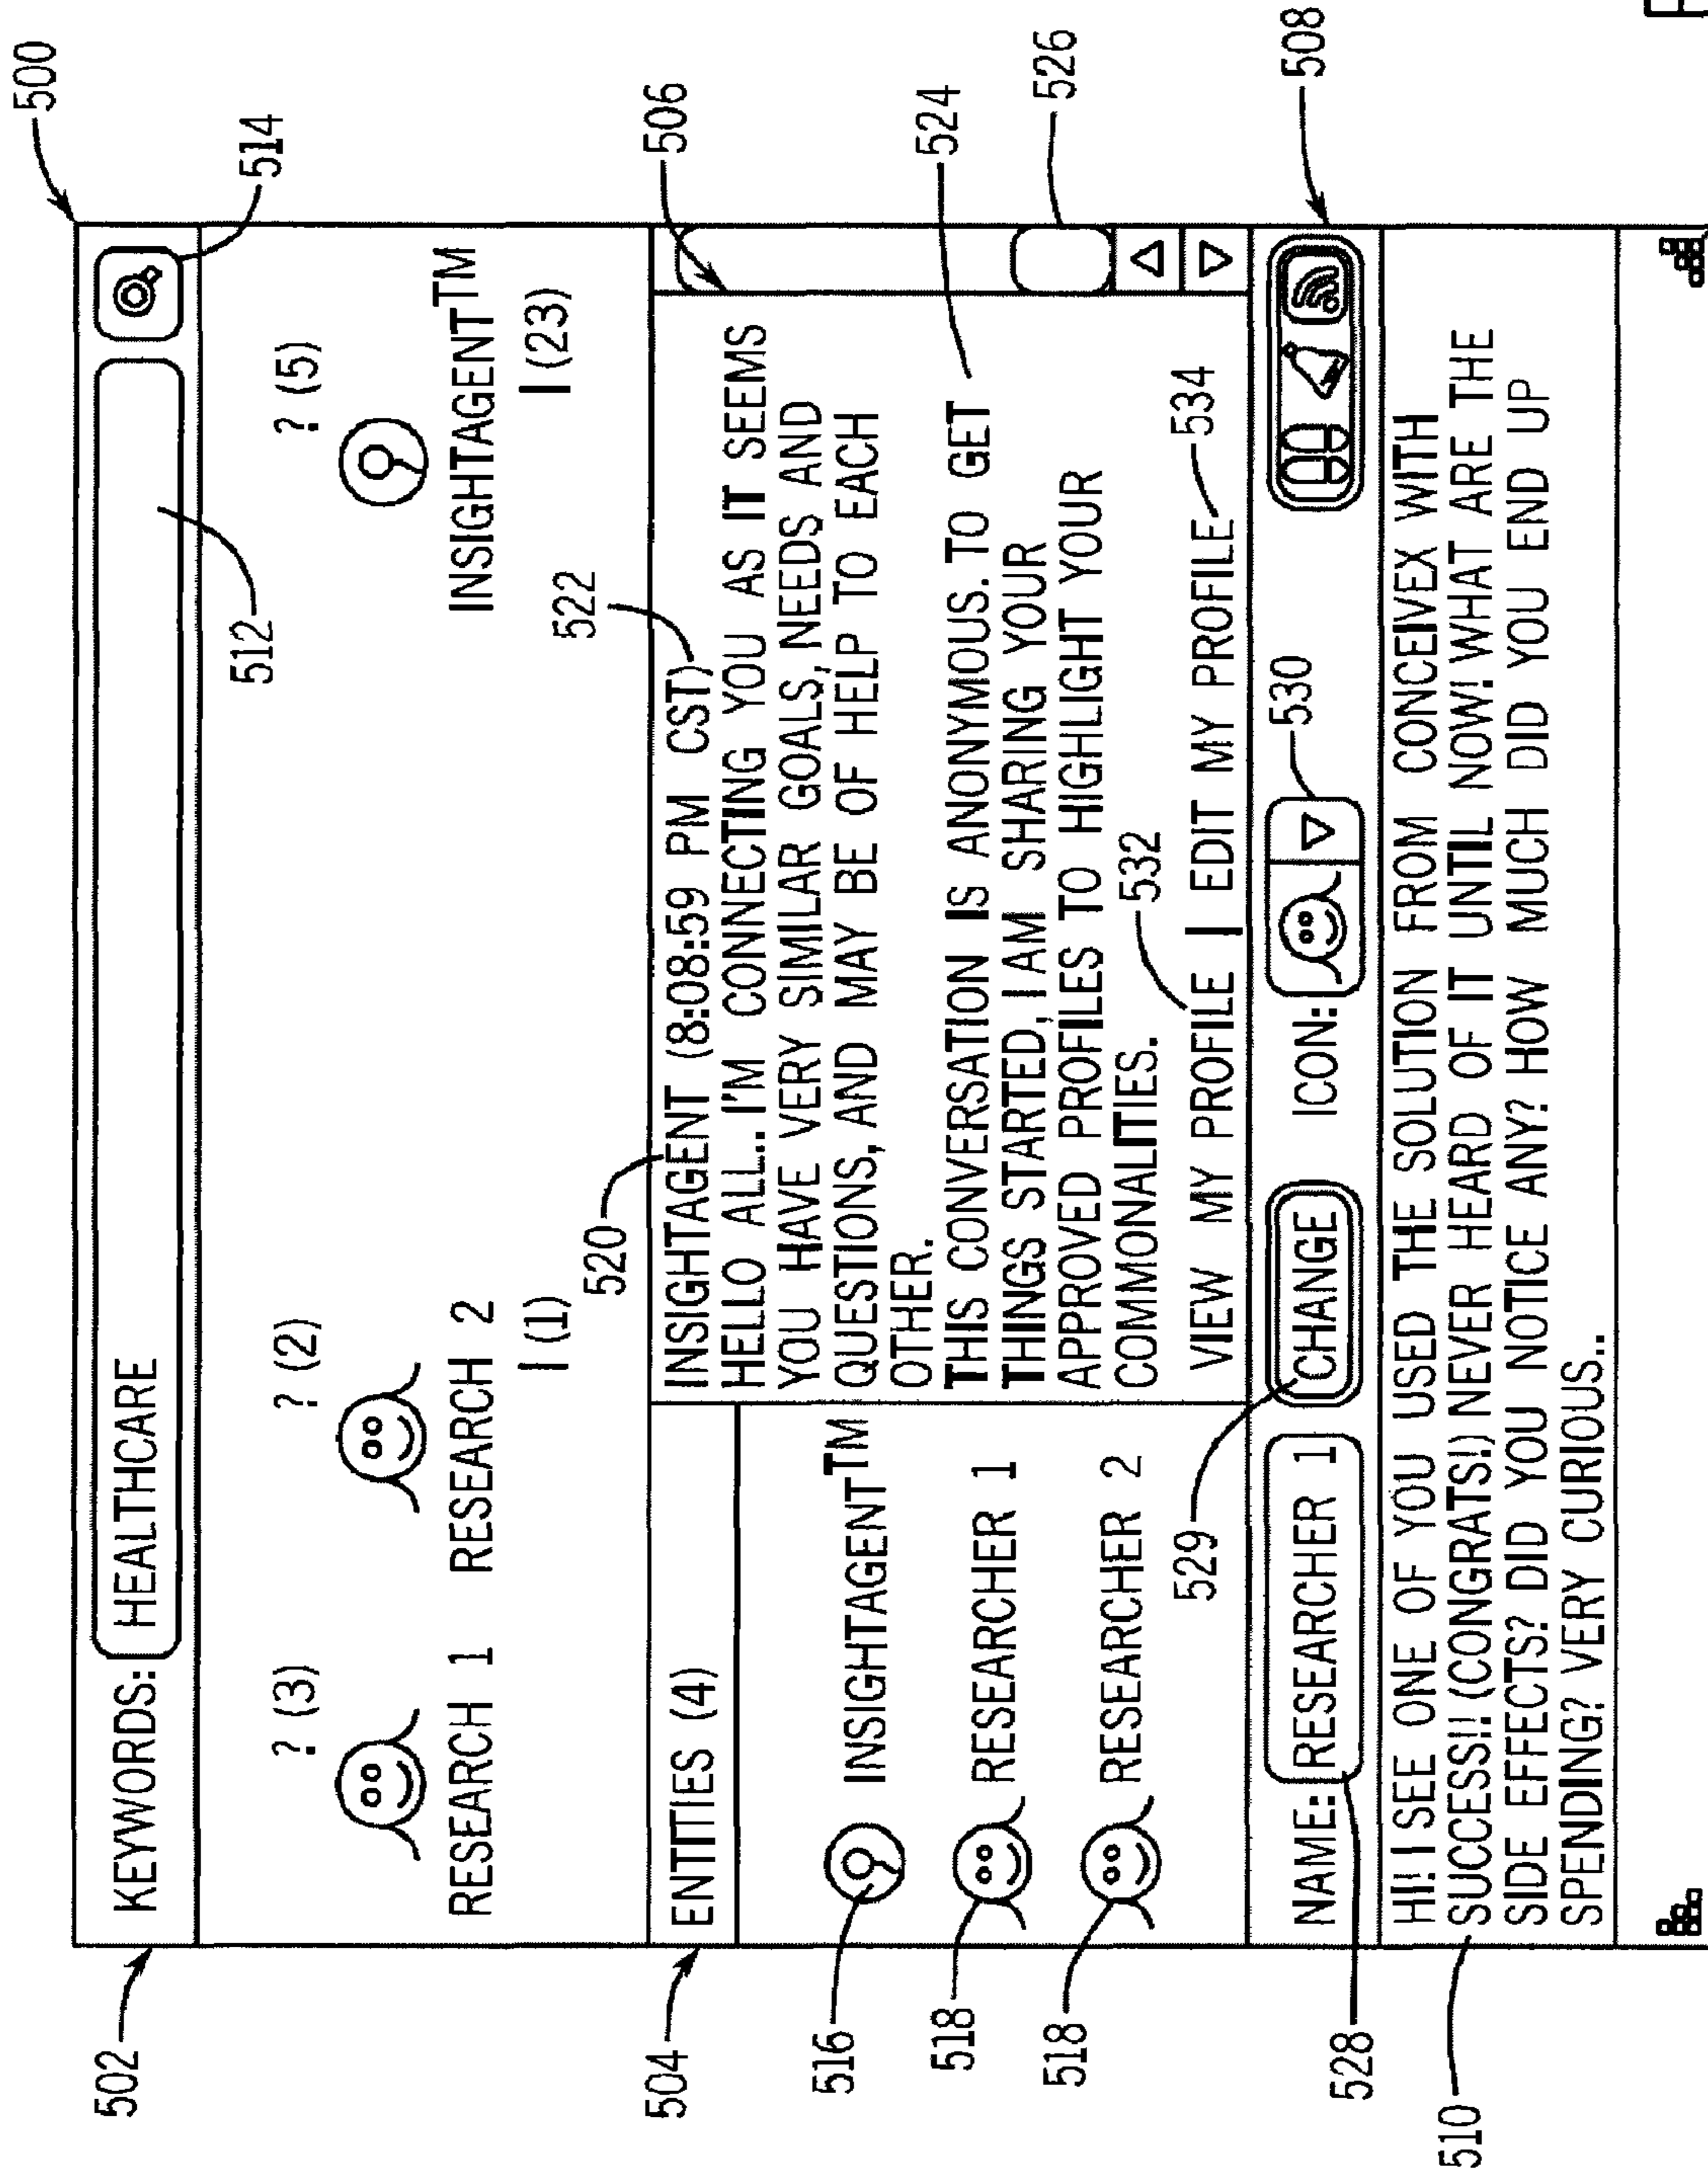 500
502
KEYWORDS: HEALTHCARE
514
512
? (3)
? (2)
? (5)
RESEARCH 1
RESEARCH 2
INSIGHTAGENT™
I (1)
I (23)
520
522
506
504
ENTITIES (4)
516
INSIGHTAGENT™
518
RESEARCHER 1
518
RESEARCHER 2
INSIGHTAGENT (8:08:59 PM CST)
HELLO ALL.. I'M CONNECTING YOU AS IT SEEMS
YOU HAVE VERY SIMILAR GOALS, NEEDS AND
QUESTIONS, AND MAY BE OF HELP TO EACH
OTHER.
THIS CONVERSATION IS ANONYMOUS. TO GET
THINGS STARTED, I AM SHARING YOUR
APPROVED PROFILES TO HIGHLIGHT YOUR
COMMONALITIES.
VIEW MY PROFILE | EDIT MY PROFILE
524
526
532
534
529
530
508
528
NAME: RESEARCHER 1 CHANGE ICON:
510
HI! I SEE ONE OF YOU USED THE SOLUTION FROM CONCEIVEX WITH
SUCCESS!! (CONGRATS!) NEVER HEARD OF IT UNTIL NOW! WHAT ARE THE
SIDE EFFECTS? DID YOU NOTICE ANY? HOW MUCH DID YOU END UP
SPENDING? VERY CURIOUS..